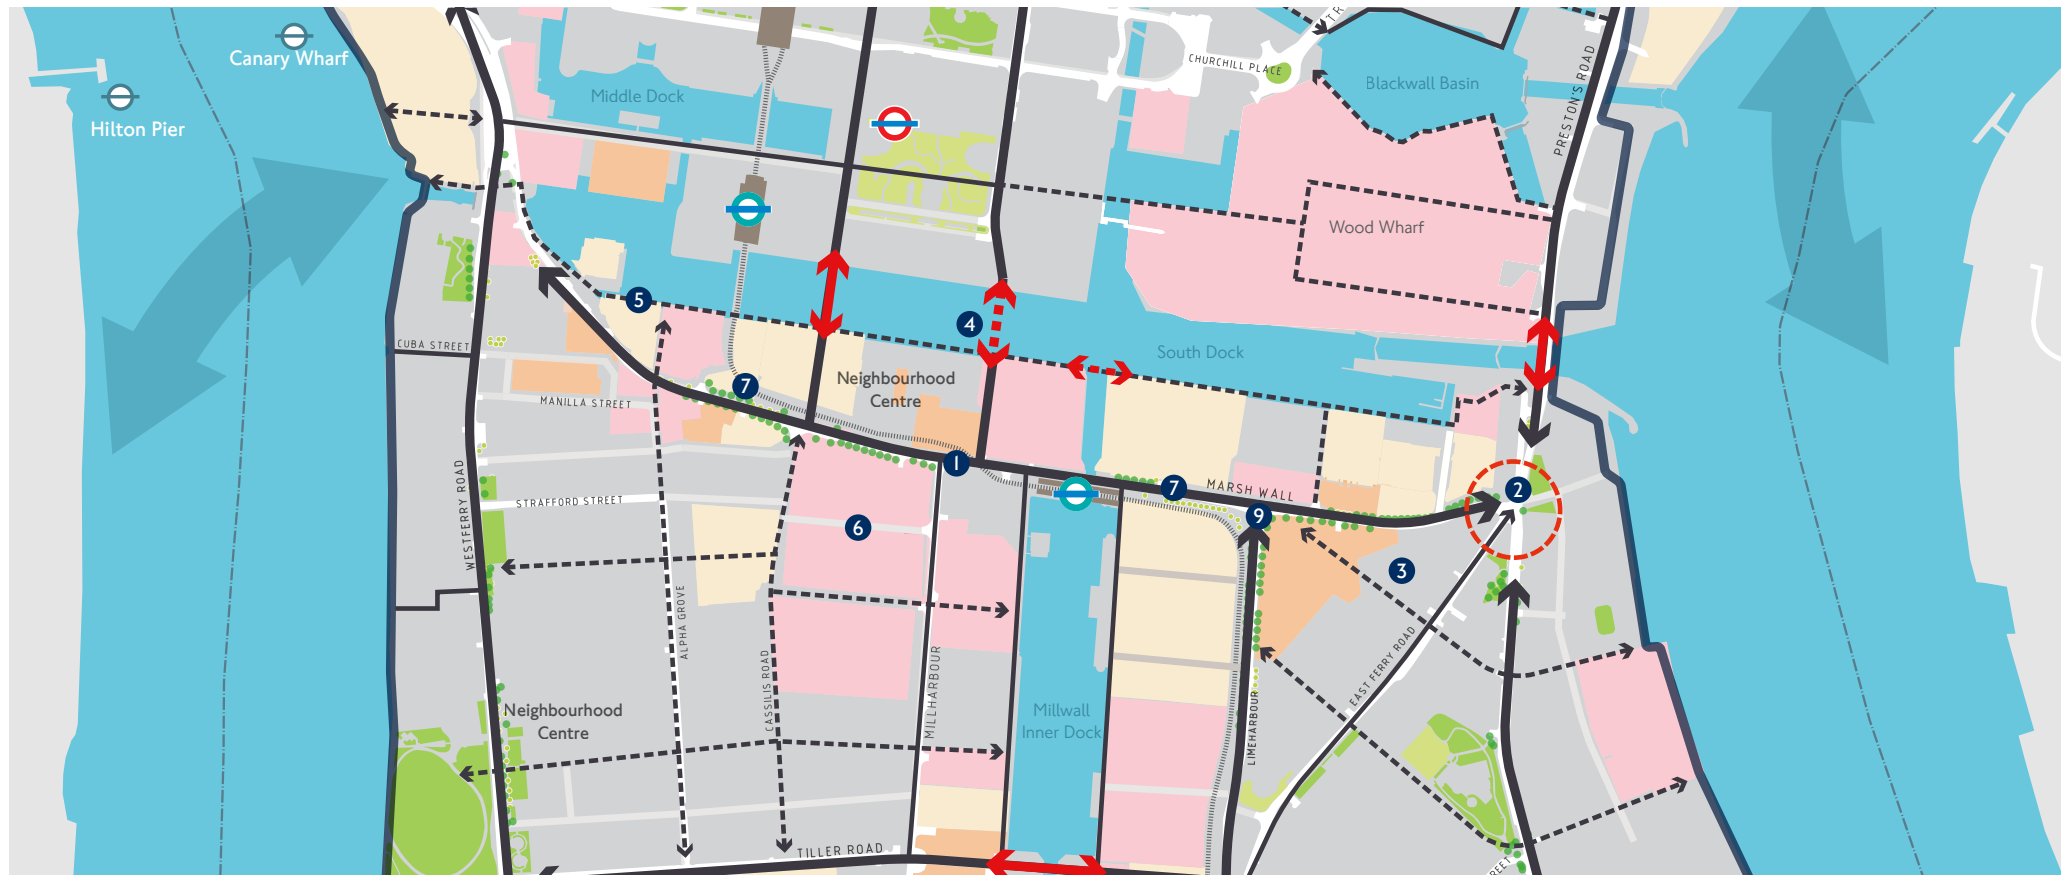 Canary Wharf
Hilton Pier
Middle Dock
CHURCHILL PLACE
Blackwall Basin
PRESTON'S ROAD
Wood Wharf
5
4
CUBA STREET
South Dock
7
Neighbourhood
Centre
MANILLA STREET
1
WESTFERRY ROAD
STRAFFORD STREET
7
MARSH WALL
2
9
6
3
ALPHA GROVE
CASSILIS ROAD
MILLHARBOUR
EAST FERRY ROAD
LIMEHARBOUR
Neighbourhood
Centre
Millwall
Inner Dock
TILLER ROAD